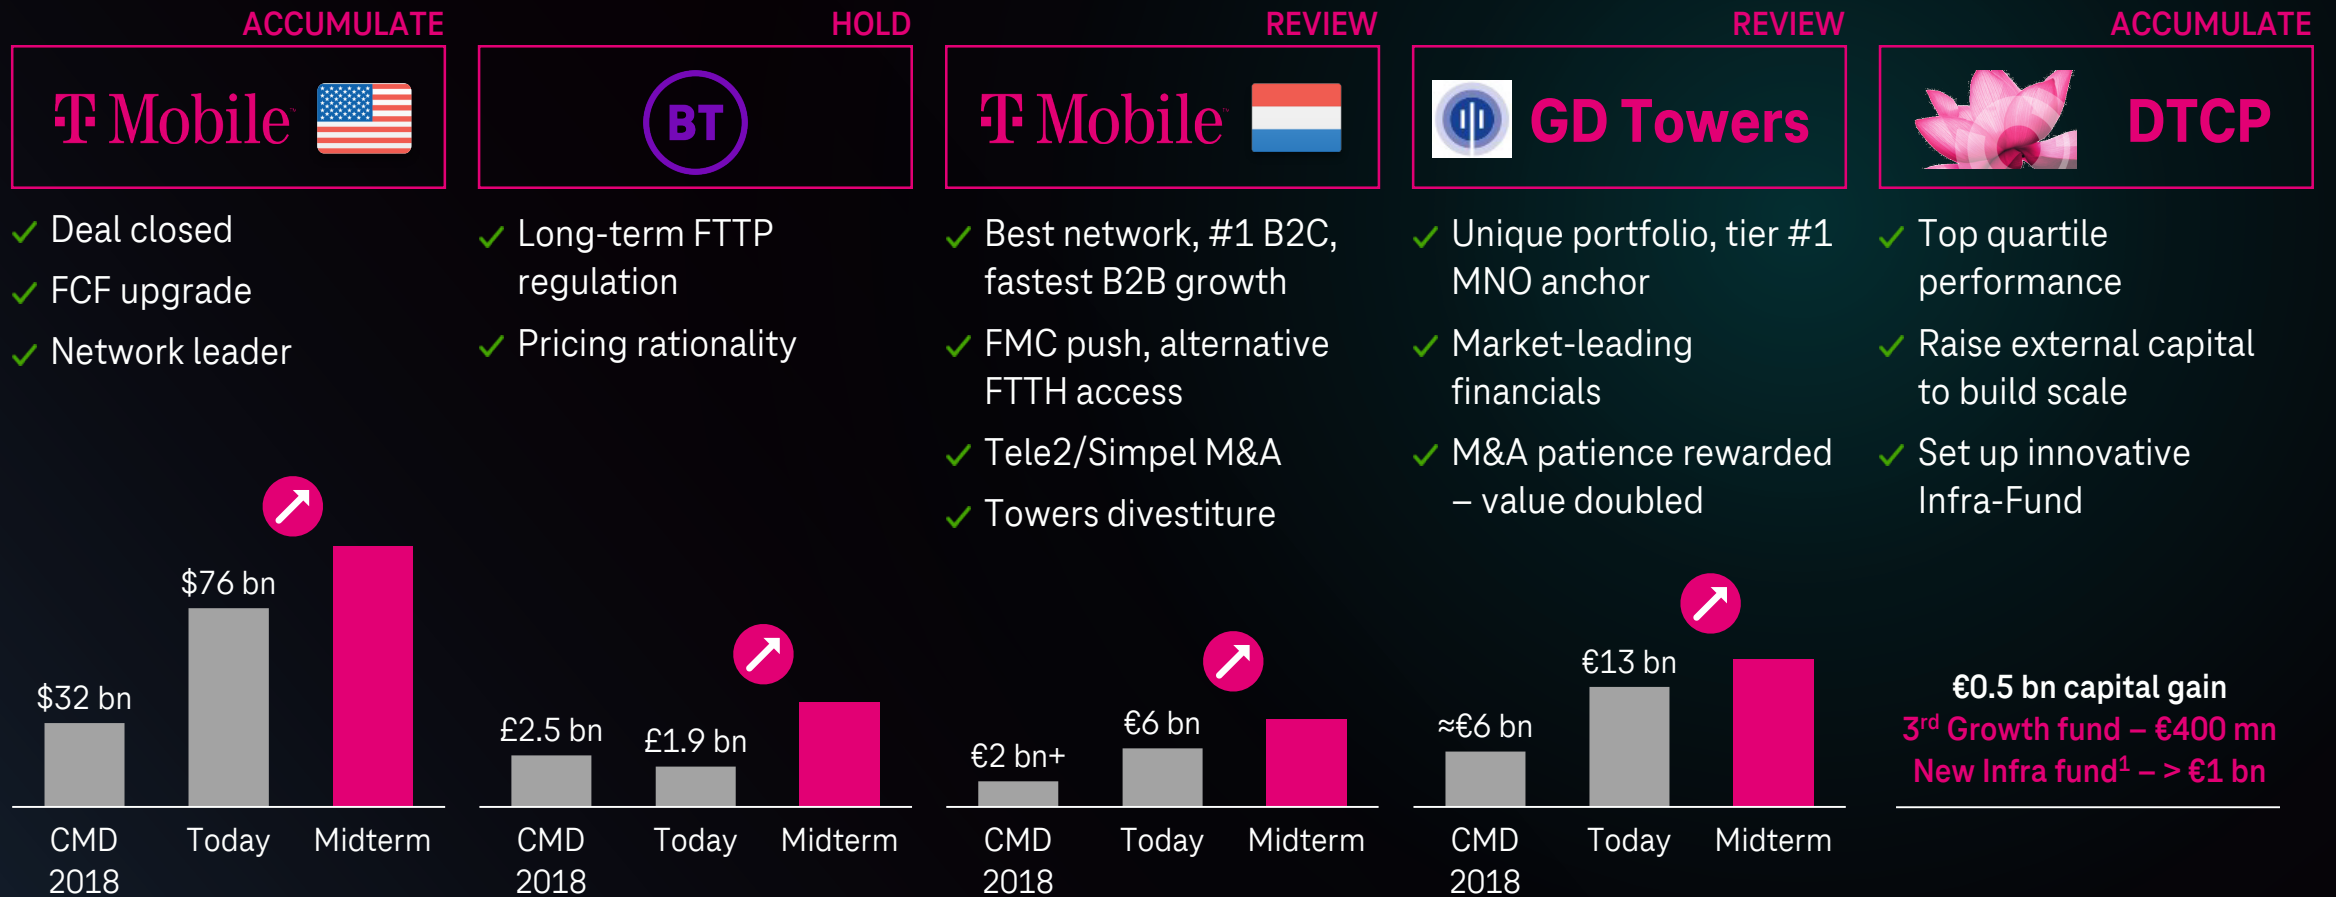 ACCUMULATE
T Mobile
Deal closed
FCF upgrade
Network leader
$32 bn
$76 bn
CMD
2018
Today
Midterm
HOLD
BT
Long-term FTTP
regulation
Pricing rationality
£2.5 bn
£1.9 bn
CMD
2018
Today
Midterm
REVIEW
T Mobile
Best network, #1 B2C,
fastest B2B growth
FMC push, alternative
FTTH access
Tele2/Simpel M&A
Towers divestiture
€2 bn+
€6 bn
CMD
2018
Today
Midterm
REVIEW
GD Towers
Unique portfolio, tier #1
MNO anchor
Market-leading
financials
M&A patience rewarded
– value doubled
≈€6 bn
€13 bn
CMD
2018
Today
Midterm
ACCUMULATE
DTCP
Top quartile
performance
Raise external capital
to build scale
Set up innovative
Infra-Fund
€0.5 bn capital gain
3rd Growth fund – €400 mn
New Infra fund1 – > €1 bn